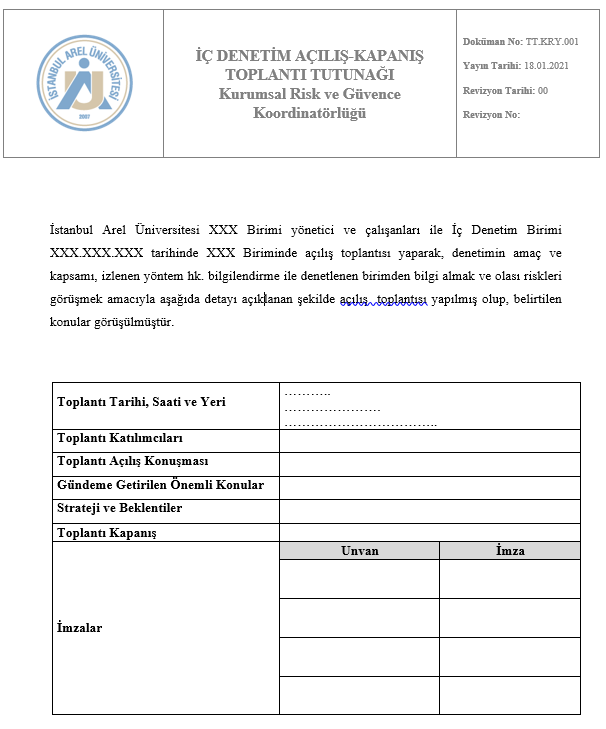 İSTANBUL AREL ÜNİVERSİTESİ
2007
İÇ DENETİM AÇILIŞ-KAPANIŞ
TOPLANTI TUTUNAĞI
Kurumsal Risk ve Güvence
Koordinatörlüğü
Doküman No: TT.KRY.001
Yayın Tarihi: 18.01.2021
Revizyon Tarihi: 00
Revizyon No:
İstanbul Arel Üniversitesi XXX Birimi yönetici ve çalışanları ile İç Denetim Birimi
XXX.XXX.XXX tarihinde XXX Biriminde açılış toplantısı yaparak, denetimin amaç ve
kapsamı, izlenen yöntem hk. bilgilendirme ile denetlenen birimden bilgi almak ve olası riskleri
görüşmek amacıyla aşağıda detayı açıklanan şekilde açılış toplantısı yapılmış olup, belirtilen
konular görüşülmüştür.
Toplantı Tarihi, Saati ve Yeri
………..
………………….
……………………………..
Toplantı Katılımcıları
Toplantı Açılış Konuşması
Gündeme Getirilen Önemli Konular
Strateji ve Beklentiler
Toplantı Kapanış
İmzalar
Unvan
İmza